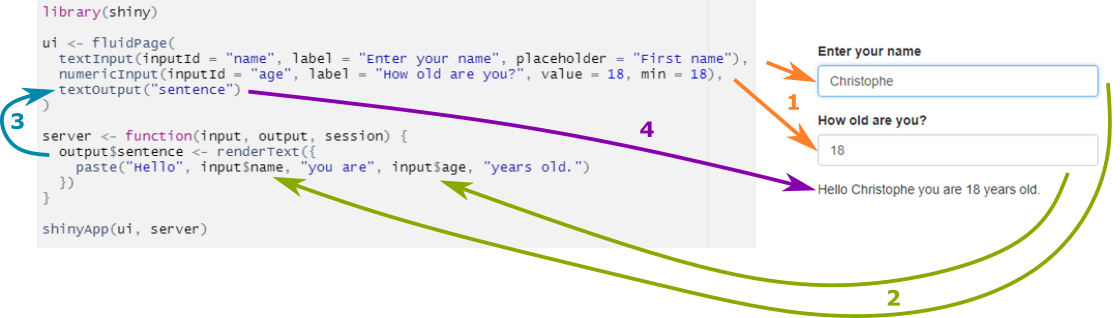 library(shiny)
ui <- fluidPage(
textInput(inputId = "name", label = "Enter your name", placeholder = "First name"),
numericInput(inputId = "age", label = "How old are you?", value = 18, min = 18),
textOutput("sentence")
)
server <- function(input, output, session) {
output$sentence <- renderText({
paste("Hello", input$name, "you are", input$age, "years old.")
})
}
shinyApp(ui, server)
Enter your name
Christophe
How old are you?
18
Hello Christophe you are 18 years old.
1
2
3
4